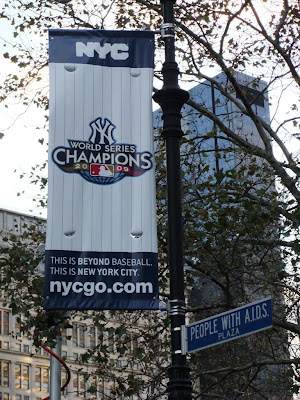 NYC
NY
WORLD SERIES
CHAMPIONS
2009
THIS IS BEYOND BASEBALL.
THIS IS NEW YORK CITY.
nycgo.com
PEOPLE WITH A.I.D.S.
PLAZA